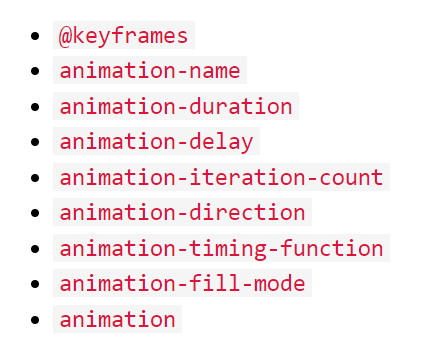 @keyframes
animation-name
animation-duration
animation-delay
animation-iteration-count
animation-direction
animation-timing-function
animation-fill-mode
animation